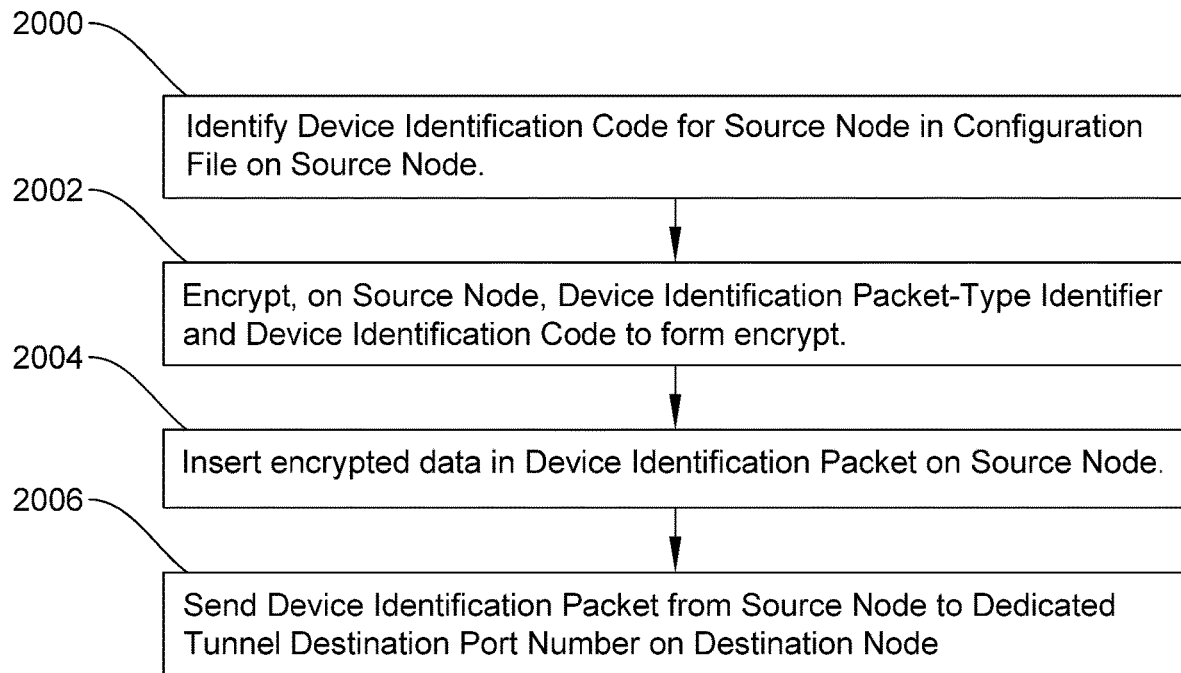 2000
Identify Device Identification Code for Source Node in Configuration
File on Source Node.
2002
Encrypt, on Source Node, Device Identification Packet-Type Identifier
and Device Identification Code to form encrypt.
2004
Insert encrypted data in Device Identification Packet on Source Node.
2006
Send Device Identification Packet from Source Node to Dedicated
Tunnel Destination Port Number on Destination Node